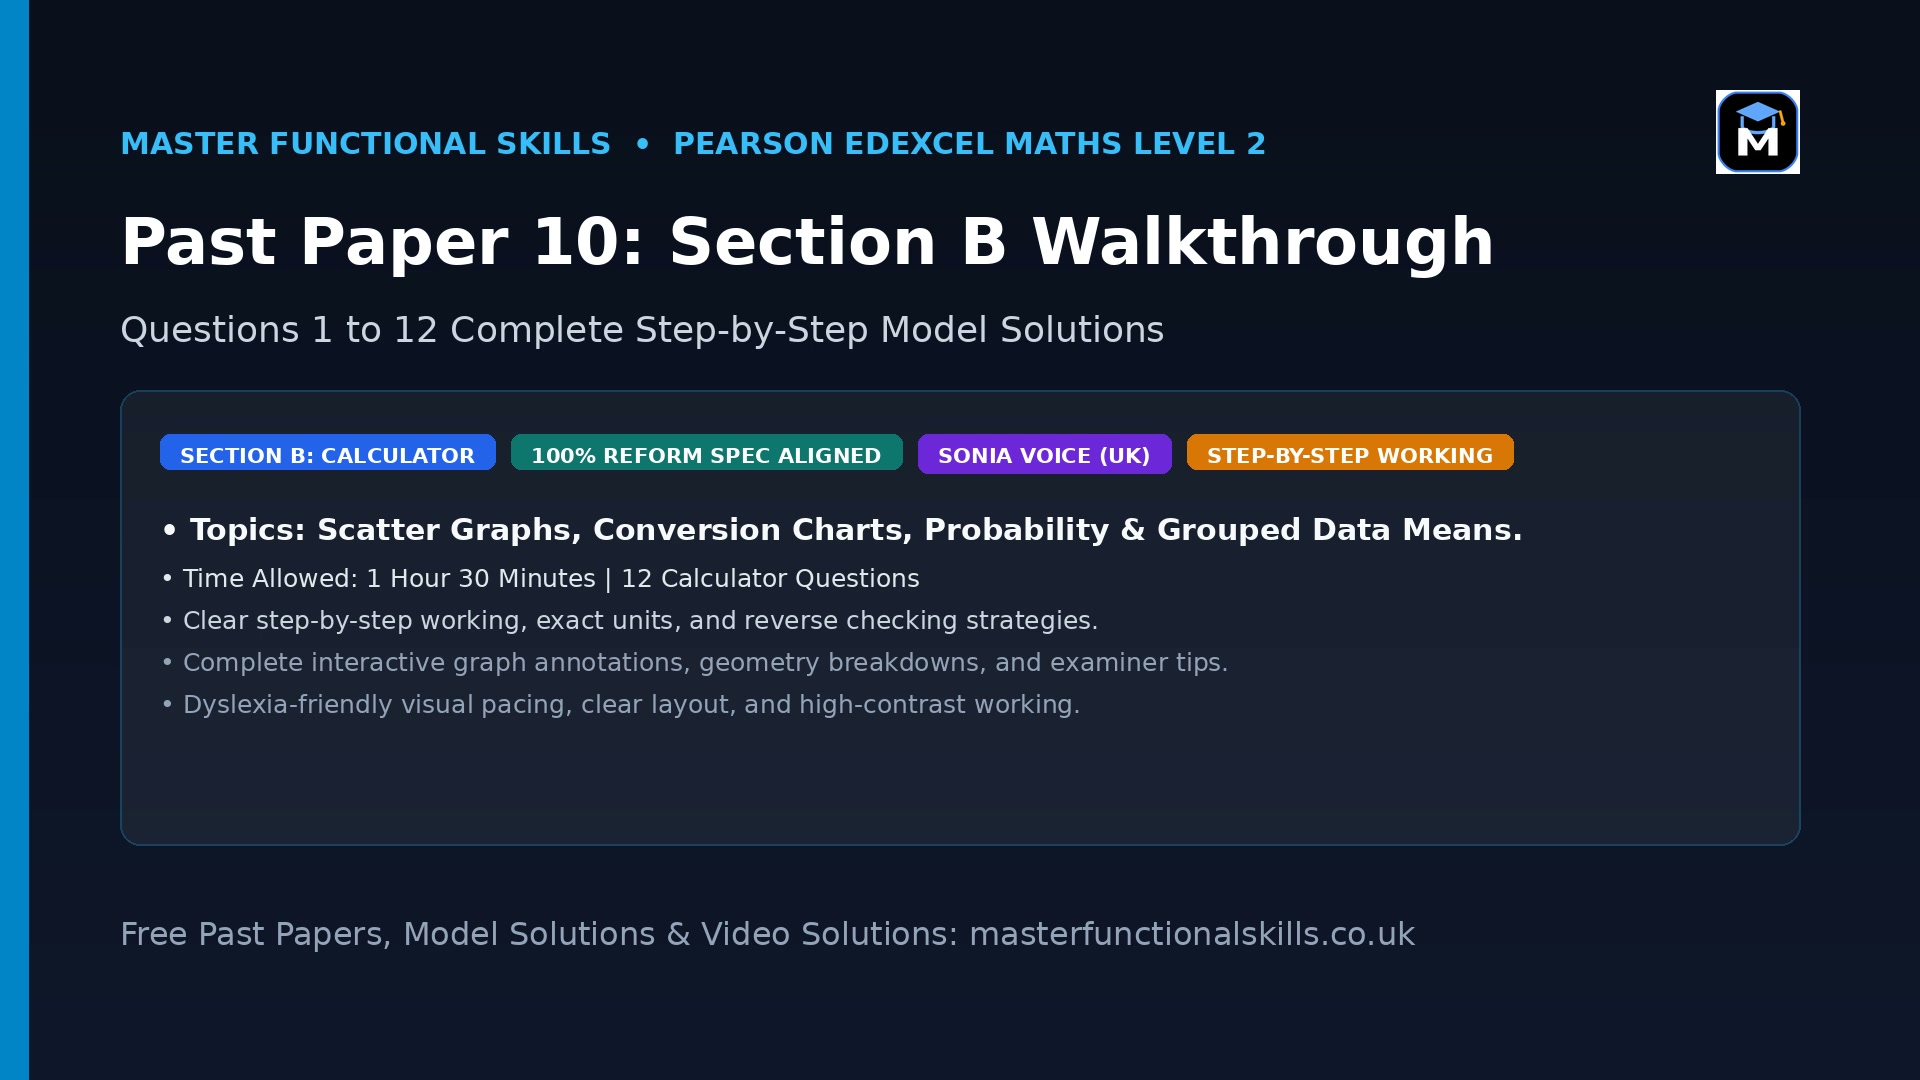 MASTER FUNCTIONAL SKILLS • PEARSON EDEXCEL MATHS LEVEL 2
M
Past Paper 10: Section B Walkthrough
Questions 1 to 12 Complete Step-by-Step Model Solutions
SECTION B: CALCULATOR 100% REFORM SPEC ALIGNED SONIA VOICE (UK) STEP-BY-STEP WORKING
• Topics: Scatter Graphs, Conversion Charts, Probability & Grouped Data Means.
• Time Allowed: 1 Hour 30 Minutes | 12 Calculator Questions
• Clear step-by-step working, exact units, and reverse checking strategies.
• Complete interactive graph annotations, geometry breakdowns, and examiner tips.
• Dyslexia-friendly visual pacing, clear layout, and high-contrast working.
Free Past Papers, Model Solutions & Video Solutions: masterfunctionalskills.co.uk